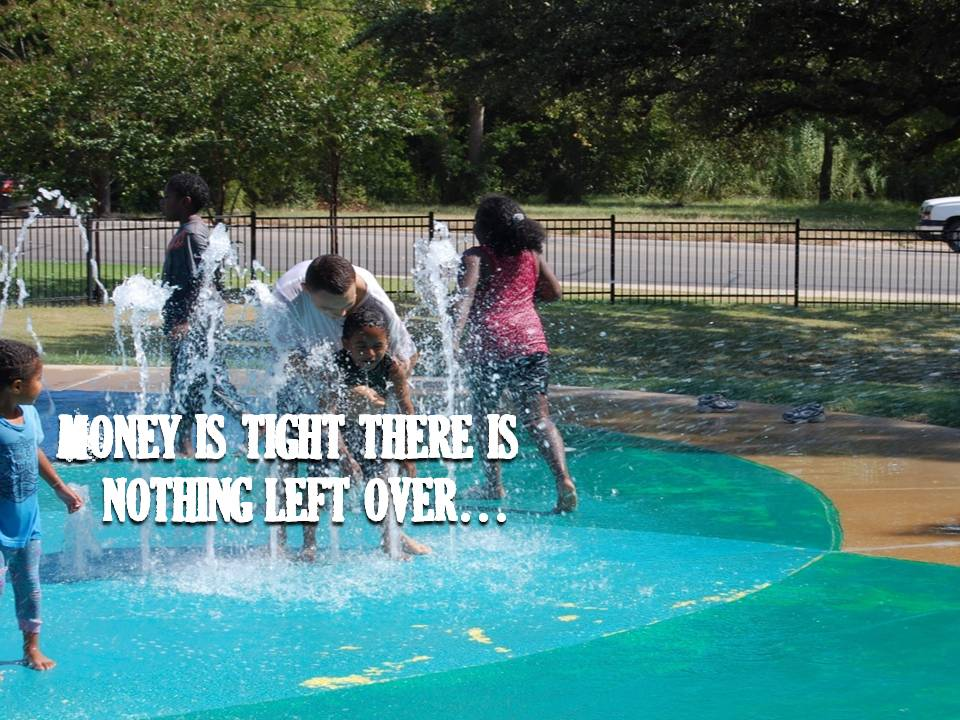 MONEY IS TIGHT THERE IS
NOTHING LEFT OVER...